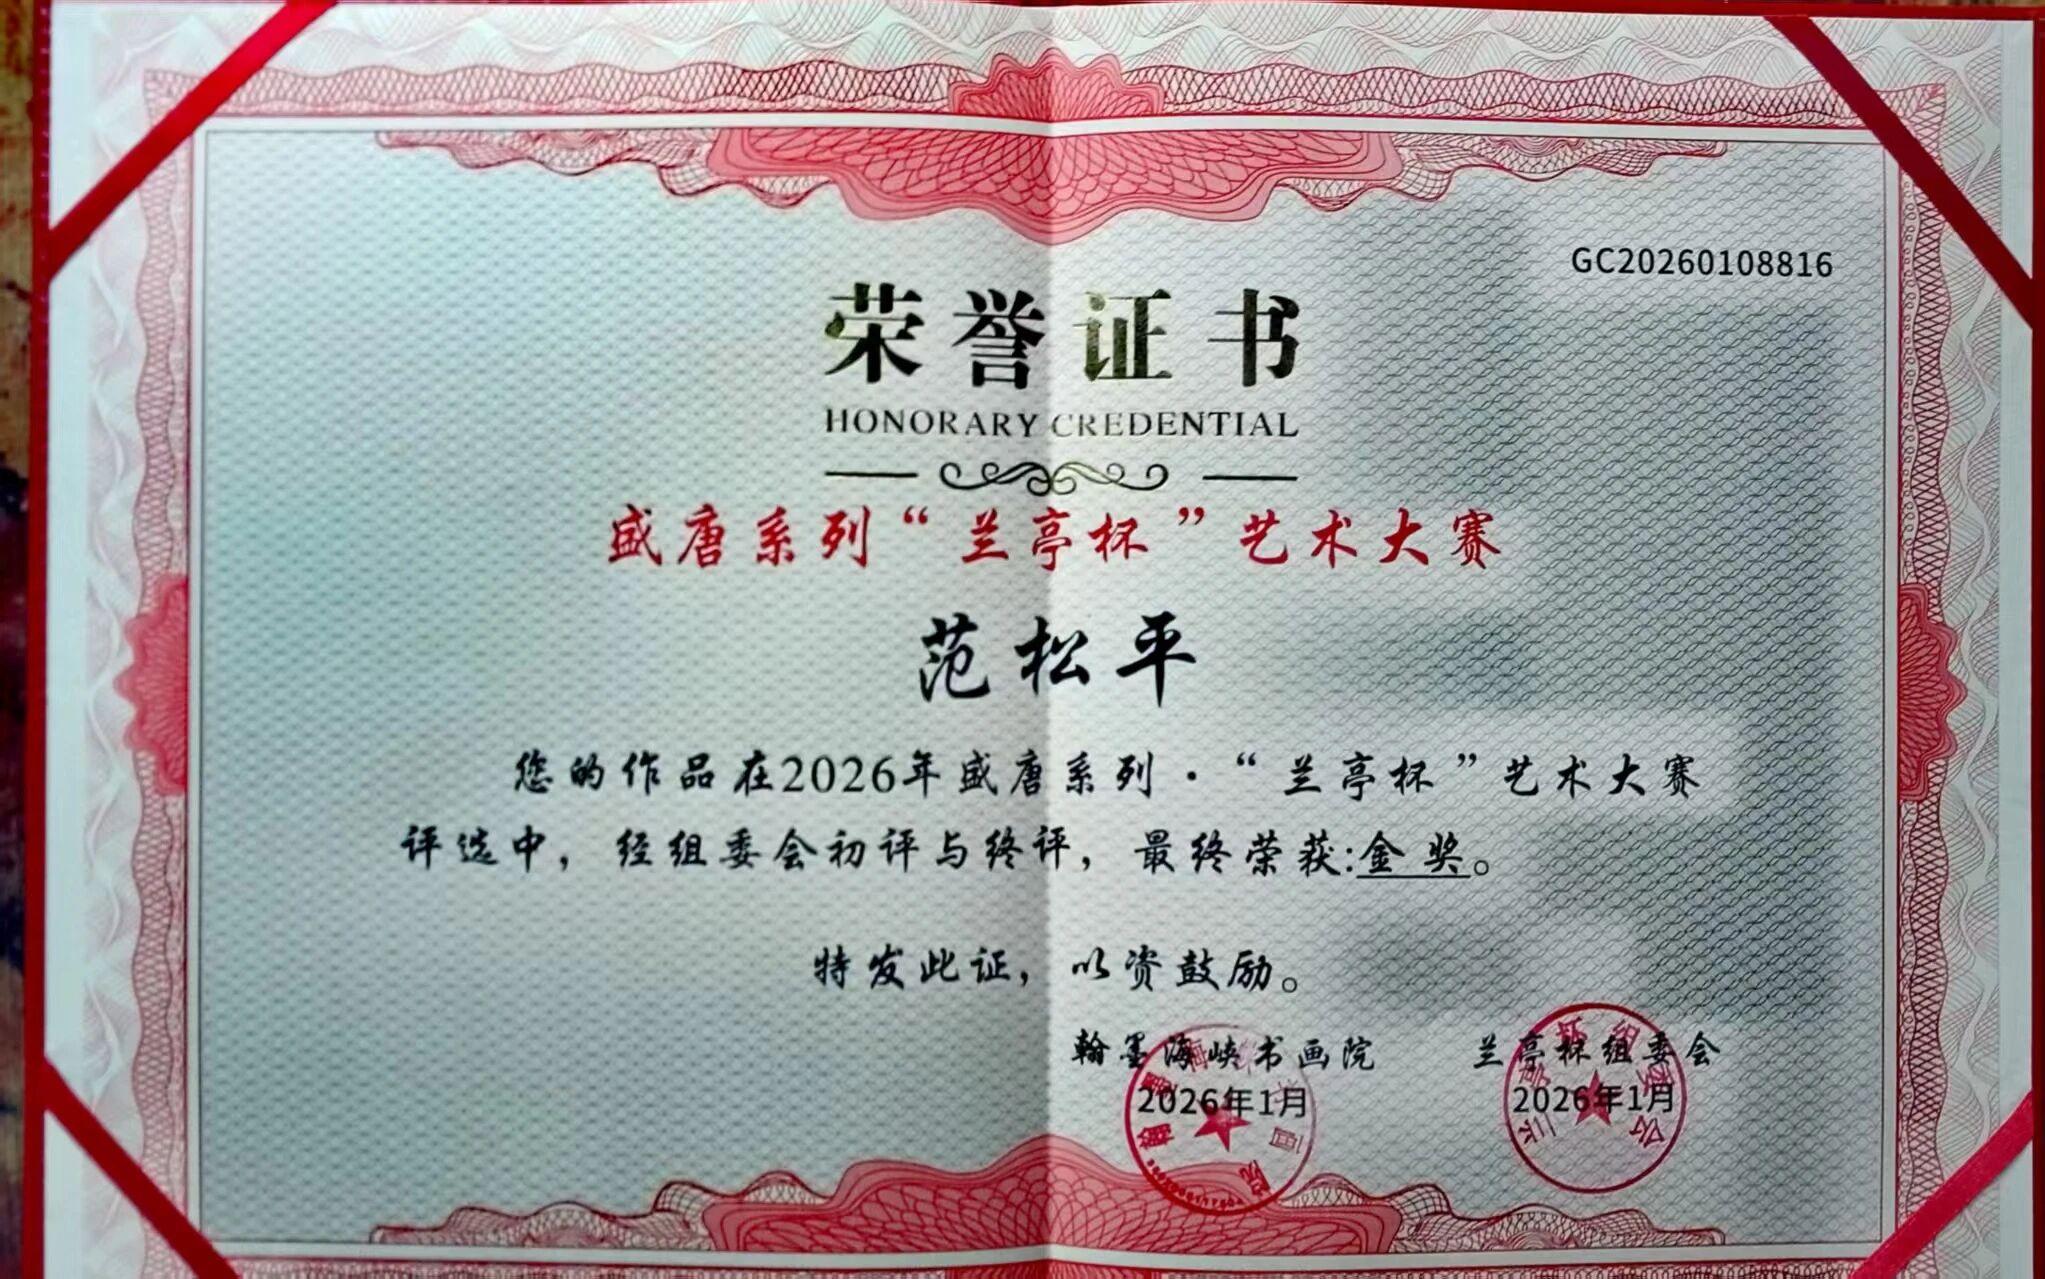 GC20260108816
荣誉证书
HONORARY CREDENTIAL
盛唐系列“兰亭杯”艺术大赛
范松平
您的作品在2026年盛唐系列·“兰亭杯”艺术大赛
评选中，经组委会初评与终评，最终荣获:金奖。
特发此证，以资鼓励。
翰墨海峡书画院 兰亭杯组委会
2026年1月 2026年1月